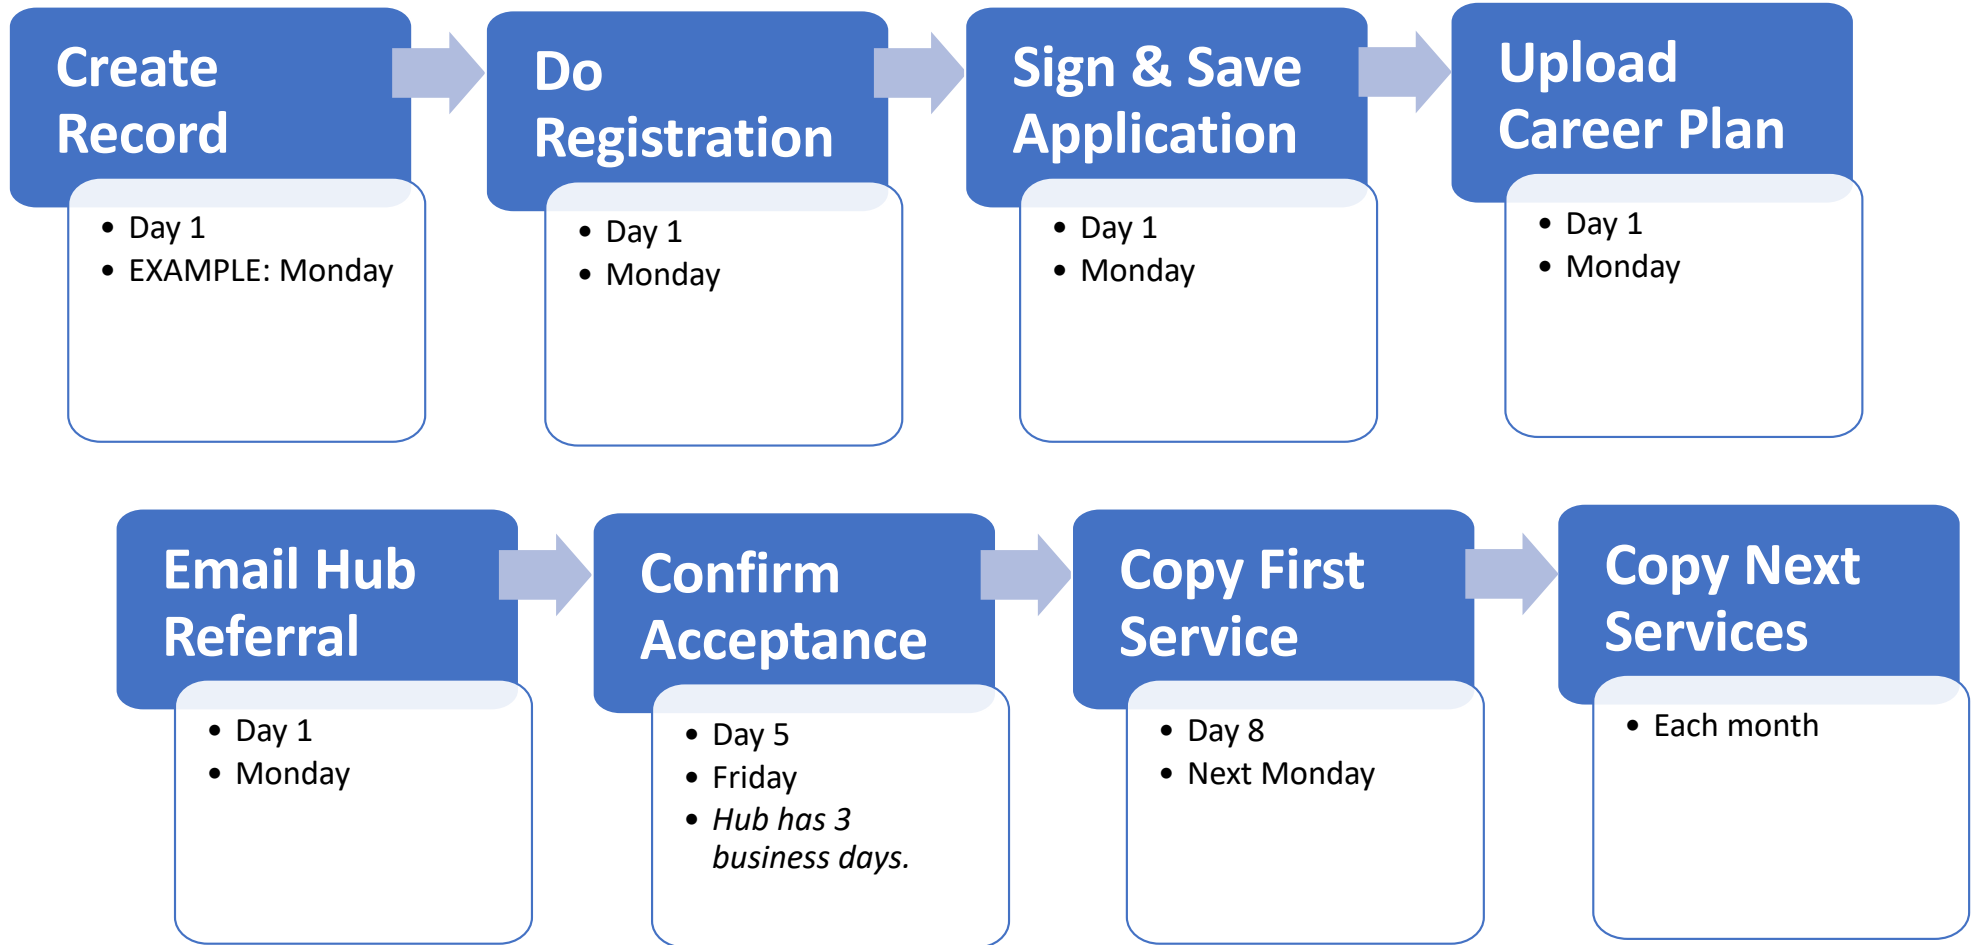 Create
Record
• Day 1
• EXAMPLE: Monday
Do
Registration
• Day 1
• Monday
Sign & Save
Application
• Day 1
• Monday
Upload
Career Plan
• Day 1
• Monday
Email Hub
Referral
• Day 1
• Monday
Confirm
Acceptance
• Day 5
• Friday
• Hub has 3
business days.
Copy First
Service
• Day 8
• Next Monday
Copy Next
Services
• Each month